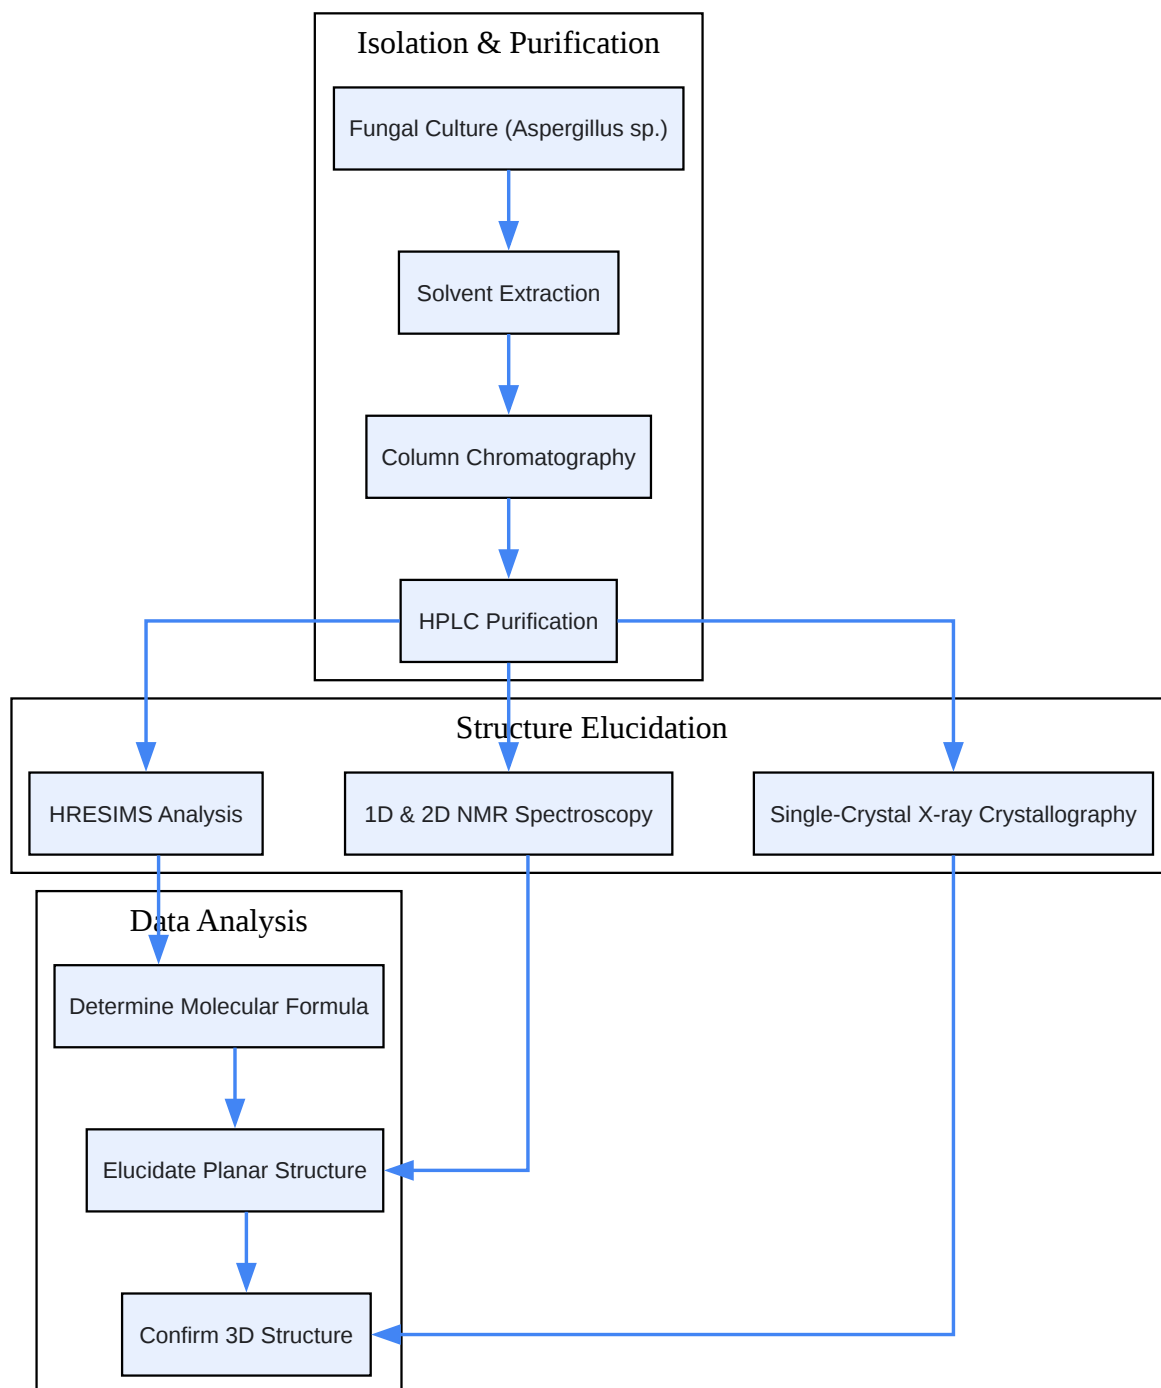 Isolation & Purification
Fungal Culture (Aspergillus sp.)
Solvent Extraction
Column Chromatography
HPLC Purification
Structure Elucidation
HRESIMS Analysis
1D & 2D NMR Spectroscopy
Single-Crystal X-ray Crystallography
Data Analysis
Determine Molecular Formula
Elucidate Planar Structure
Confirm 3D Structure